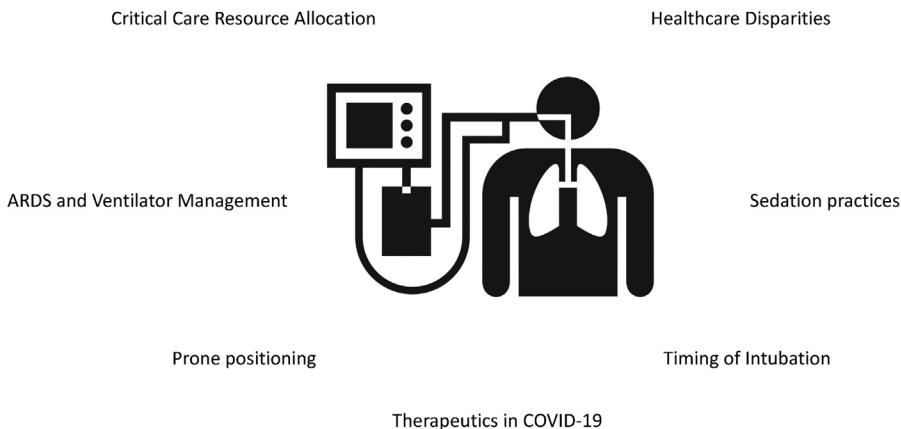 Critical Care Resource Allocation
Healthcare Disparities
ARDS and Ventilator Management
Sedation practices
Prone positioning
Timing of Intubation
Therapeutics in COVID-19